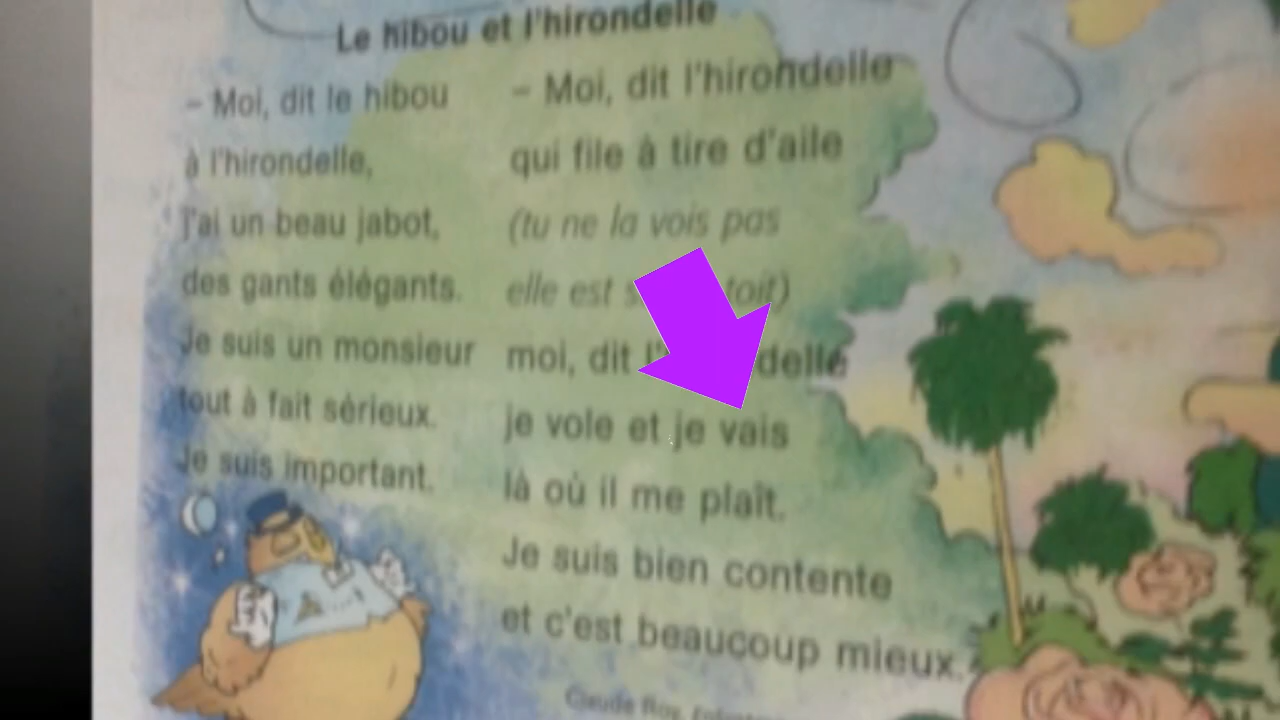 Le hibou et l'hirondelle
– Moi, dit le hibou
à l'hirondelle,
j'ai un beau jabot,
des gants élégants.
Je suis un monsieur
tout à fait sérieux.
Je suis important.
– Moi, dit l'hirondelle
qui file à tire d'aile
(tu ne la vois pas
elle est toit)
moi, dit
je vole et je vais
là où il me plaît.
Je suis bien contente
et c'est beaucoup mieux.
Claude Roy,